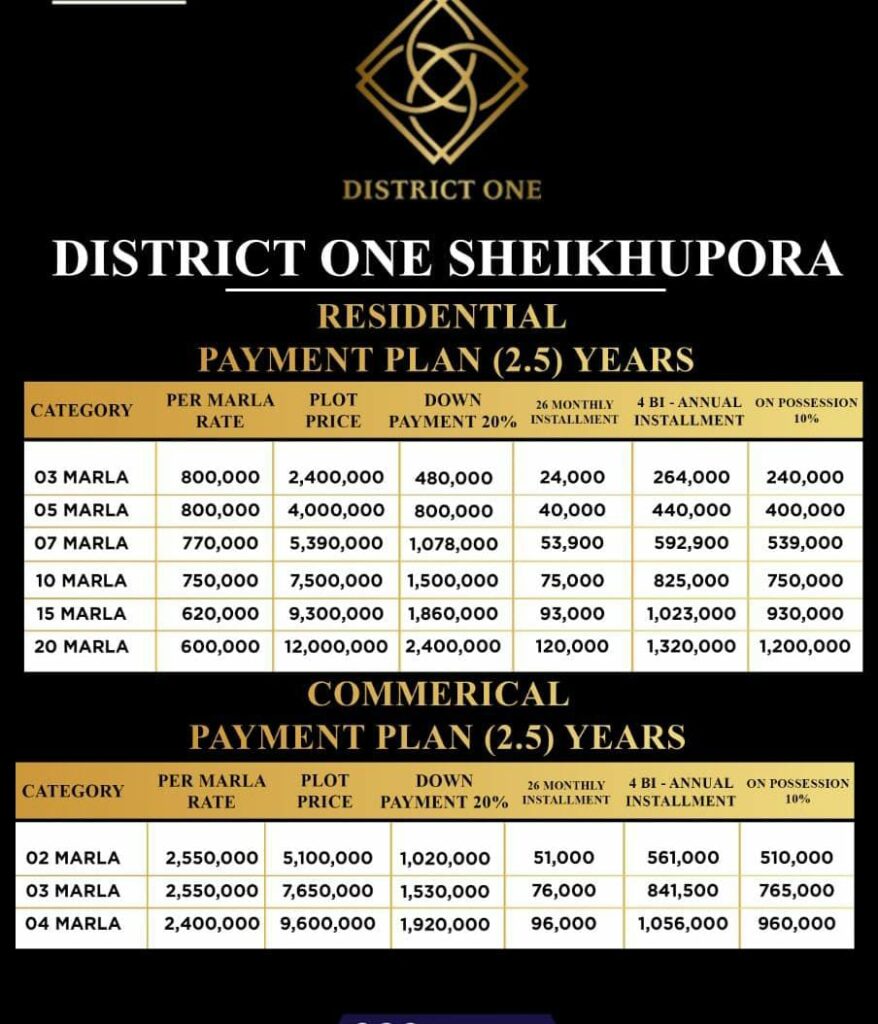 DISTRICT ONE
DISTRICT ONE SHEIKHUPORA
RESIDENTIAL
PAYMENT PLAN (2.5) YEARS
CATEGORY PER MARLA RATE PLOT PRICE DOWN PAYMENT 20% 26 MONTHLY INSTALLMENT 4 BI - ANNUAL INSTALLMENT ON POSSESSION 10%
03 MARLA 800,000 2,400,000 480,000 24,000 264,000 240,000
05 MARLA 800,000 4,000,000 800,000 40,000 440,000 400,000
07 MARLA 770,000 5,390,000 1,078,000 53,900 592,900 539,000
10 MARLA 750,000 7,500,000 1,500,000 75,000 825,000 750,000
15 MARLA 620,000 9,300,000 1,860,000 93,000 1,023,000 930,000
20 MARLA 600,000 12,000,000 2,400,000 120,000 1,320,000 1,200,000
COMMERICAL
PAYMENT PLAN (2.5) YEARS
CATEGORY PER MARLA RATE PLOT PRICE DOWN PAYMENT 20% 26 MONTHLY INSTALLMENT 4 BI - ANNUAL INSTALLMENT ON POSSESSION 10%
02 MARLA 2,550,000 5,100,000 1,020,000 51,000 561,000 510,000
03 MARLA 2,550,000 7,650,000 1,530,000 76,000 841,500 765,000
04 MARLA 2,400,000 9,600,000 1,920,000 96,000 1,056,000 960,000